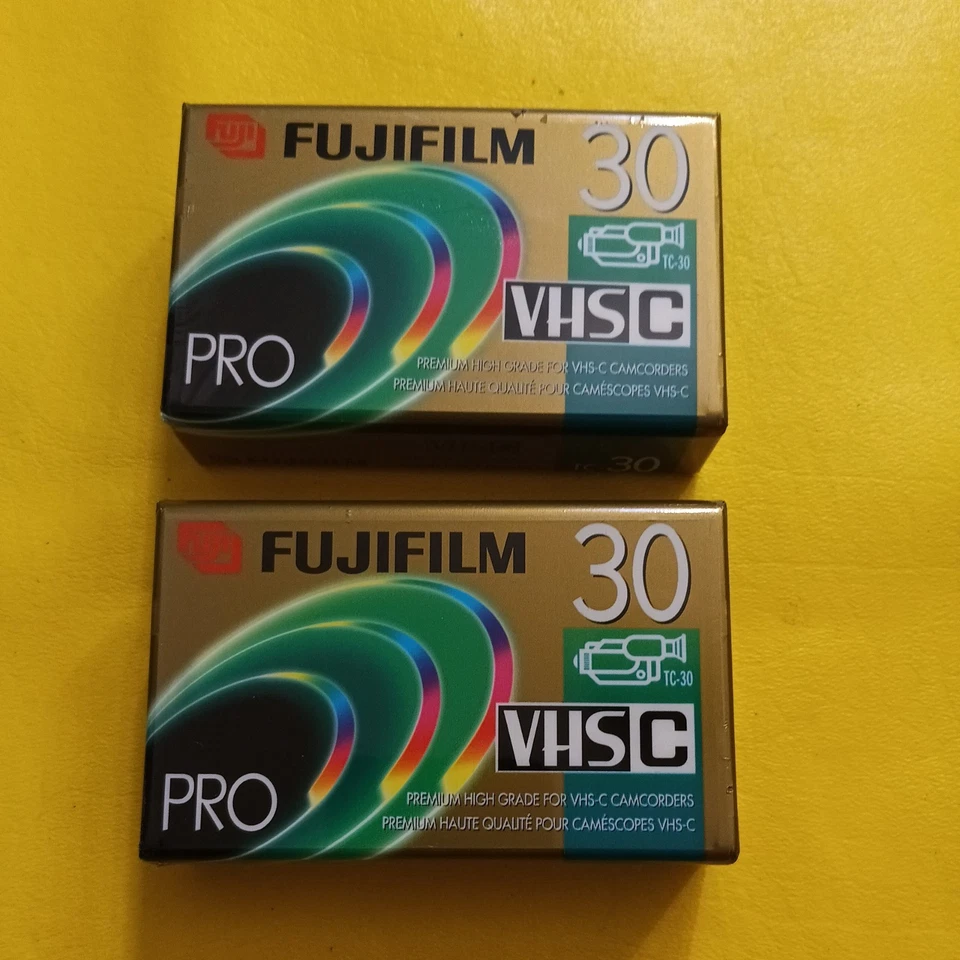 FUJI FUJIFILM 30
TC-30
VHS C
PRO
PREMIUM HIGH GRADE FOR VHS-C CAMCORDERS
PREMIUM HAUTE QUALITÉ POUR CAMÉSCOPES VHS-C
TC-30
FUJIFILM 30
TC-30
VHS C
PRO
PREMIUM HIGH GRADE FOR VHS-C CAMCORDERS
PREMIUM HAUTE QUALITÉ POUR CAMÉSCOPES VHS-C